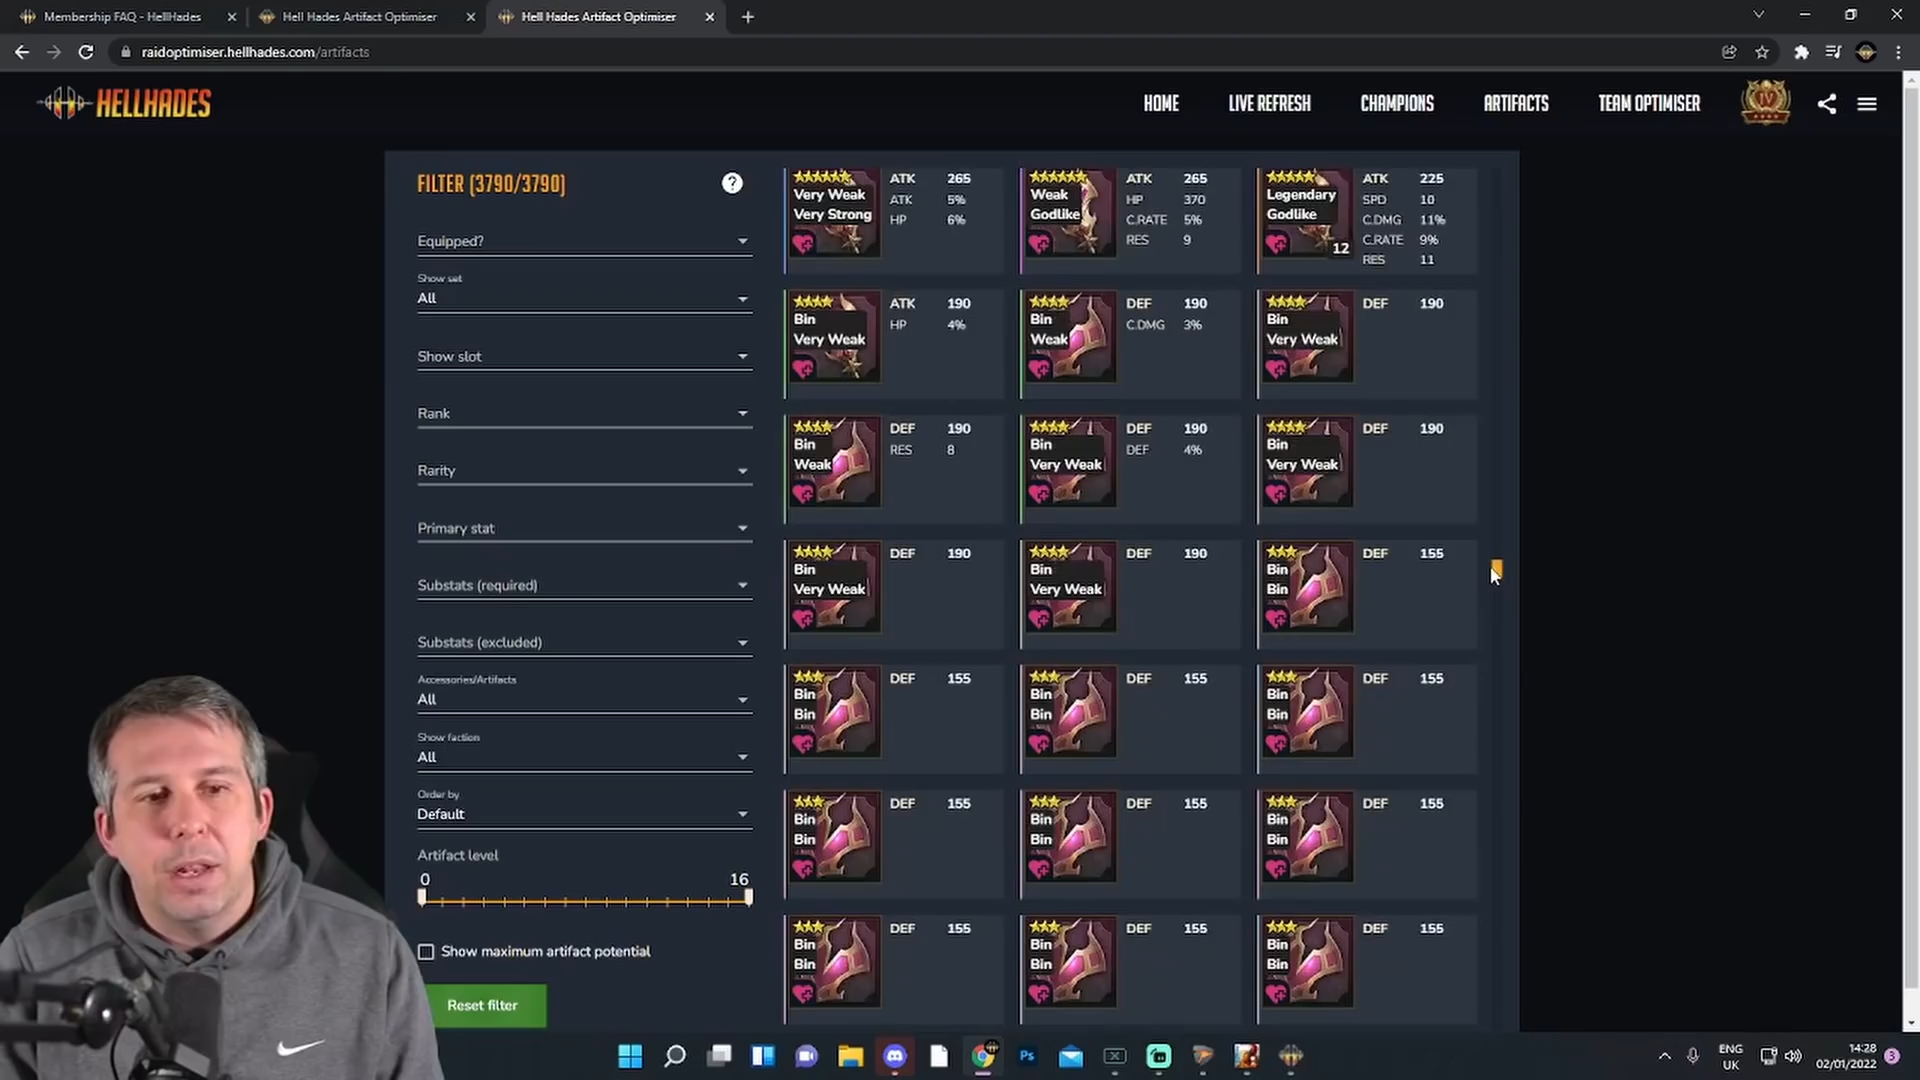 Membership FAQ - HellHades
Hell Hades Artifact Optimiser
Hell Hades Artifact Optimiser
raidoptimiser.hellhades.com/artifacts
HELLHADES
HOME
LIVE REFRESH
CHAMPIONS
ARTIFACTS
TEAM OPTIMISER
IV
FILTER (3790/3790)
?
Equipped?
Show set
All
Show slot
Rank
Rarity
Primary stat
Substats (required)
Substats (excluded)
Accessories/Artifacts
All
Show faction
All
Order by
Default
Artifact level
0 16
Show maximum artifact potential
Reset filter
Very Weak
Very Strong
ATK 265
ATK 5%
HP 6%
Weak
Godlike
ATK 265
HP 370
C.RATE 5%
RES 9
Legendary
Godlike
12
ATK 225
SPD 10
C.DMG 11%
C.RATE 9%
RES 11
Bin
Very Weak
ATK 190
HP 4%
Bin
Weak
DEF 190
C.DMG 3%
Bin
Very Weak
DEF 190
Bin
Weak
DEF 190
RES 8
Bin
Very Weak
DEF 190
DEF 4%
Bin
Very Weak
DEF 190
Bin
Very Weak
DEF 190
Bin
Very Weak
DEF 190
Bin
Bin
DEF 155
Bin
Bin
DEF 155
Bin
Bin
DEF 155
Bin
Bin
DEF 155
Bin
Bin
DEF 155
Bin
Bin
DEF 155
Bin
Bin
DEF 155
Bin
Bin
DEF 155
Bin
Bin
DEF 155
Bin
Bin
DEF 155
Ps
ENG
UK
14:28
02/01/2022
3